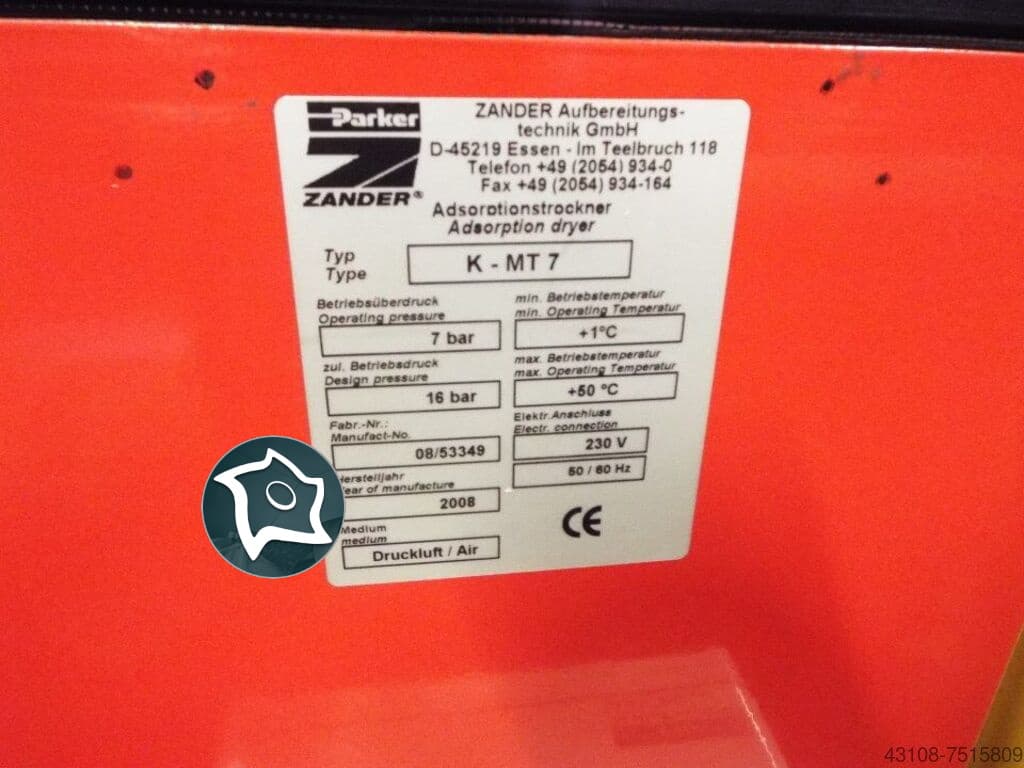 Parker
ZANDER®
ZANDER Aufbereitungs-
technik GmbH
D-45219 Essen - Im Teelbruch 118
Telefon +49 (2054) 934-0
Fax +49 (2054) 934-164
Adsorptionstrockner
Adsorption dryer
Typ
Type
K - MT 7
Betriebsüberdruck
Operating pressure
7 bar
zul. Betriebsdruck
Design pressure
16 bar
Fabr.-Nr.:
Manufact-No.
08/53349
Herstelljahr
Year of manufacture
2008
Medium
medium
Druckluft / Air
min. Betriebstemperatur
min. Operating Temperatur
+1°C
max. Betriebstemperatur
max. Operating Temperatur
+50 °C
Elektr.Anschluss
Electr. connection
230 V
50 / 60 Hz
CE
43108-7515809